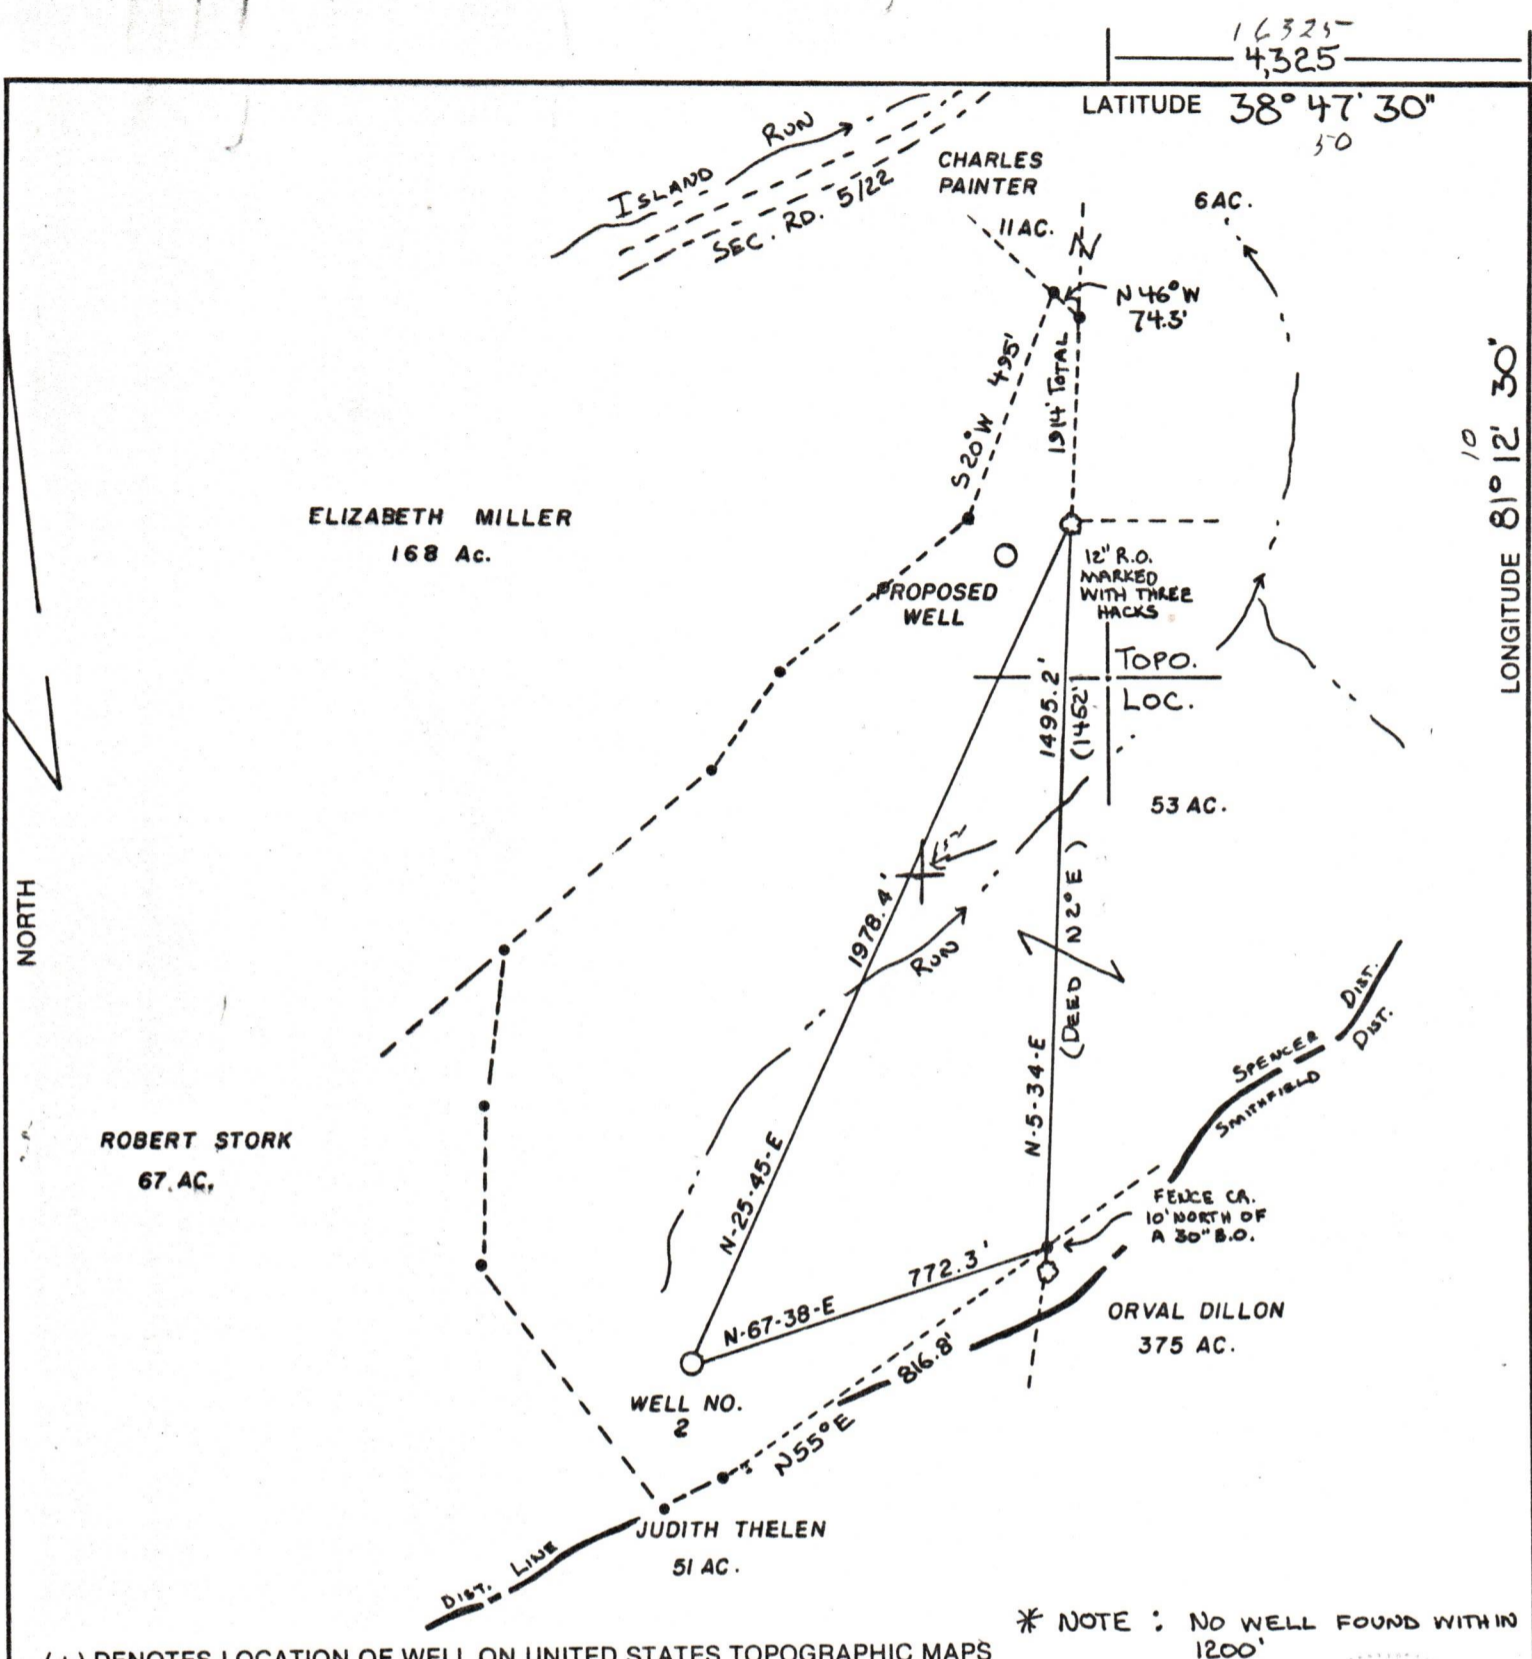 16325
4,325
LATITUDE 38° 47' 30"
50
ISLAND RUN
SEC. RD. 5/22
CHARLES
PAINTER
11 AC.
6 AC.
N 46° W
74.3'
S 20° W 495'
1914' TOTAL
LONGITUDE 81° 12' 30"
10
ELIZABETH MILLER
168 Ac.
PROPOSED
WELL
12" R.O.
MARKED
WITH THREE
HACKS
TOPO.
LOC.
1495.2'
(1462')
53 AC.
1978.4'
RUN
(DEED N 2° E)
NORTH
N-5-34-E
SPENCER DIST.
SMITHFIELD DIST.
ROBERT STORK
67 AC.
N-25-45-E
FENCE CR.
10' NORTH OF
A 30" B.O.
772.3'
N-67-38-E
ORVAL DILLON
375 AC.
816.8'
N55°E
WELL NO.
2
JUDITH THELEN
51 AC.
DIST. LINE
* NOTE : NO WELL FOUND WITHIN
1200'
(+) DENOTES LOCATION OF WELL ON UNITED STATES TOPOGRAPHIC MAPS